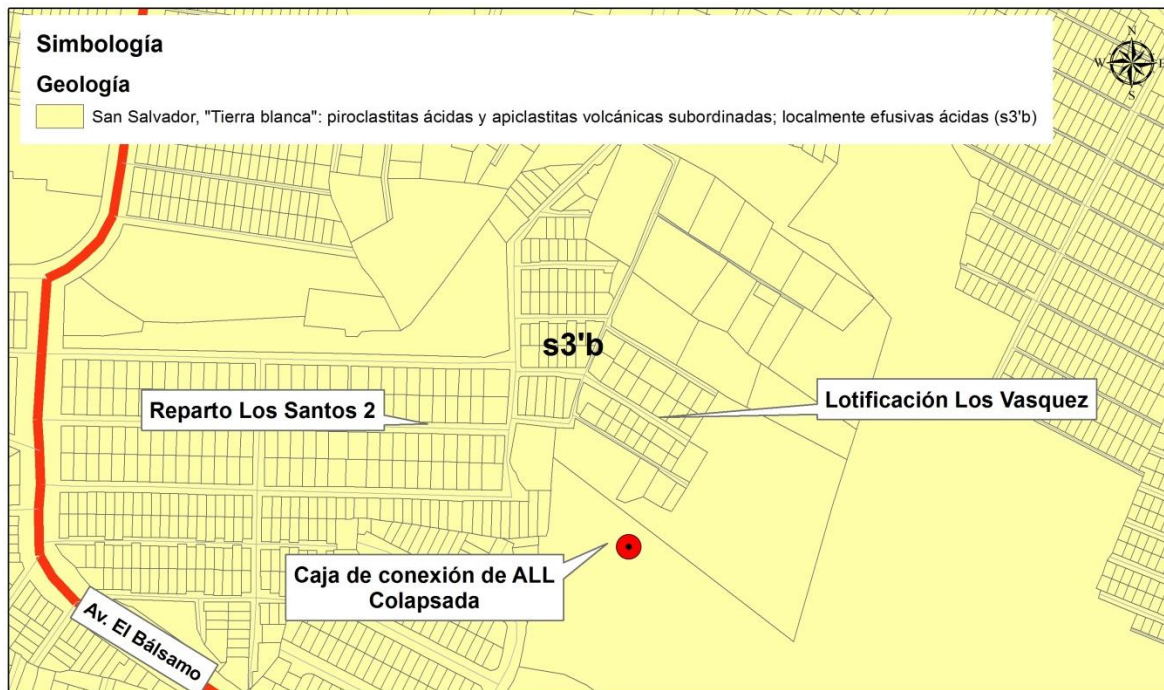 Simbología
Geología
San Salvador, "Tierra blanca": piroclastitas ácidas y apiclastitas volcánicas subordinadas; localmente efusivas ácidas (s3'b)
N
W E
S
s3'b
Reparto Los Santos 2
Lotificación Los Vasquez
Caja de conexión de ALL
Colapsada
Av. El Bálsamo